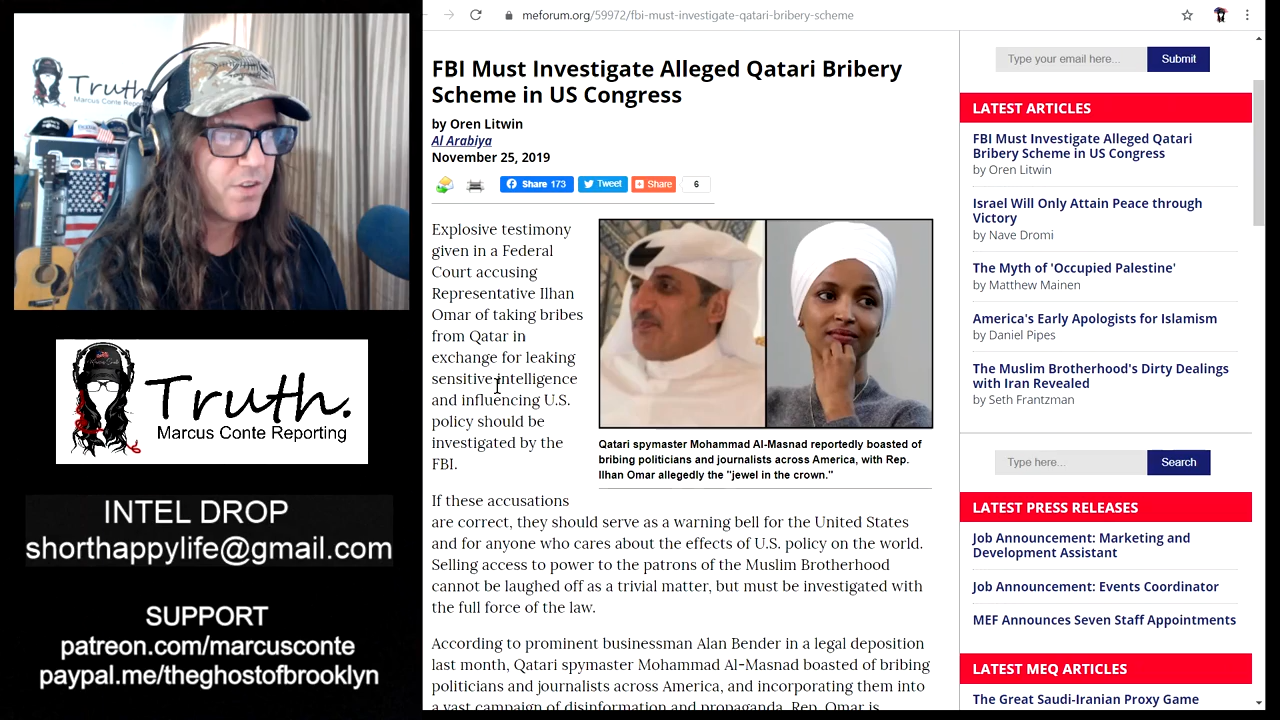 Truth.
Marcus Conte Reporting
Truth.
Marcus Conte Reporting
INTEL DROP
shorthappylife@gmail.com
SUPPORT
patreon.com/marcusconte
paypal.me/theghostofbrooklyn
meforum.org/59972/fbi-must-investigate-qatari-bribery-scheme
FBI Must Investigate Alleged Qatari Bribery
Scheme in US Congress
by Oren Litwin
Al Arabiya
November 25, 2019
Share 173
Tweet
Share
6
Explosive testimony
given in a Federal
Court accusing
Representative Ilhan
Omar of taking bribes
from Qatar in
exchange for leaking
sensitive intelligence
and influencing U.S.
policy should be
investigated by the
FBI.
Qatari spymaster Mohammad Al-Masnad reportedly boasted of
bribing politicians and journalists across America, with Rep.
Ilhan Omar allegedly the "jewel in the crown."
If these accusations
are correct, they should serve as a warning bell for the United States
and for anyone who cares about the effects of U.S. policy on the world.
Selling access to power to the patrons of the Muslim Brotherhood
cannot be laughed off as a trivial matter, but must be investigated with
the full force of the law.
According to prominent businessman Alan Bender in a legal deposition
last month, Qatari spymaster Mohammad Al-Masnad boasted of bribing
politicians and journalists across America, and incorporating them into
a vast campaign of disinformation and propaganda. Rep. Omar is
Type your email here...
Submit
LATEST ARTICLES
FBI Must Investigate Alleged Qatari
Bribery Scheme in US Congress
by Oren Litwin
Israel Will Only Attain Peace through
Victory
by Nave Dromi
The Myth of 'Occupied Palestine'
by Matthew Mainen
America's Early Apologists for Islamism
by Daniel Pipes
The Muslim Brotherhood's Dirty Dealings
with Iran Revealed
by Seth Frantzman
Type here...
Search
LATEST PRESS RELEASES
Job Announcement: Marketing and
Development Assistant
Job Announcement: Events Coordinator
MEF Announces Seven Staff Appointments
LATEST MEQ ARTICLES
The Great Saudi-Iranian Proxy Game